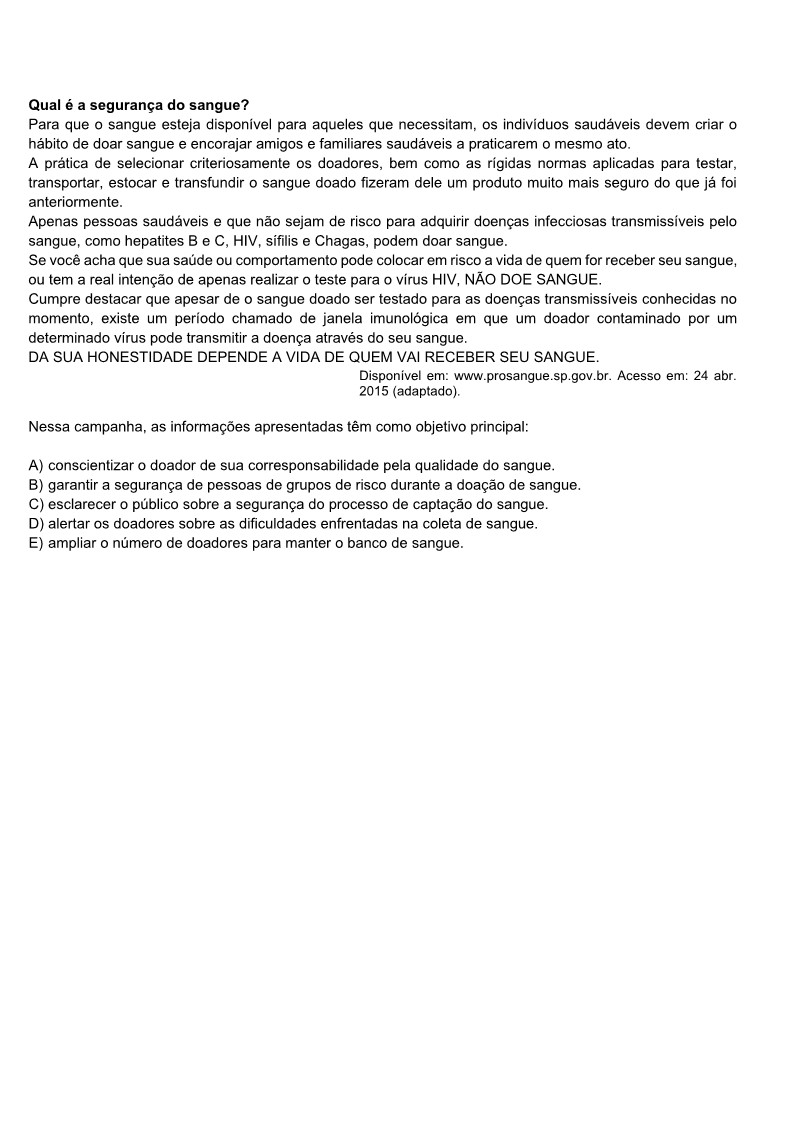 Qual é a segurança do sangue?
Para que o sangue esteja disponível para aqueles que necessitam, os indivíduos saudáveis devem criar o
hábito de doar sangue e encorajar amigos e familiares saudáveis a praticarem o mesmo ato.
A prática de selecionar criteriosamente os doadores, bem como as rígidas normas aplicadas para testar,
transportar, estocar e transfundir o sangue doado fizeram dele um produto muito mais seguro do que já foi
anteriormente.
Apenas pessoas saudáveis e que não sejam de risco para adquirir doenças infecciosas transmissíveis pelo
sangue, como hepatites B e C, HIV, sífilis e Chagas, podem doar sangue.
Se você acha que sua saúde ou comportamento pode colocar em risco a vida de quem for receber seu sangue,
ou tem a real intenção de apenas realizar o teste para o vírus HIV, NÃO DOE SANGUE.
Cumpre destacar que apesar de o sangue doado ser testado para as doenças transmissíveis conhecidas no
momento, existe um período chamado de janela imunológica em que um doador contaminado por um
determinado vírus pode transmitir a doença através do seu sangue.
DA SUA HONESTIDADE DEPENDE A VIDA DE QUEM VAI RECEBER SEU SANGUE.
Disponível em: www.prosangue.sp.gov.br. Acesso em: 24 abr.
2015 (adaptado).
Nessa campanha, as informações apresentadas têm como objetivo principal:
A) conscientizar o doador de sua corresponsabilidade pela qualidade do sangue.
B) garantir a segurança de pessoas de grupos de risco durante a doação de sangue.
C) esclarecer o público sobre a segurança do processo de captação do sangue.
D) alertar os doadores sobre as dificuldades enfrentadas na coleta de sangue.
E) ampliar o número de doadores para manter o banco de sangue.